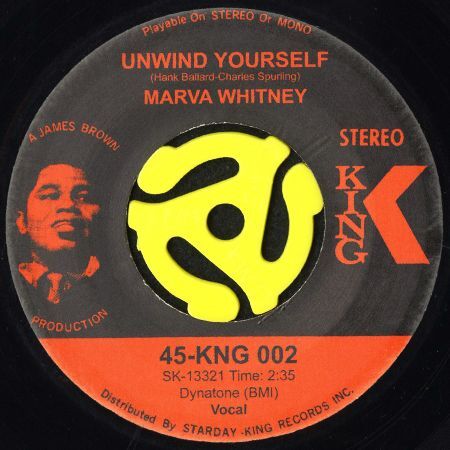 Playable On STEREO Or MONO
UNWIND YOURSELF
(Hank Ballard-Charles Spurling)
MARVA WHITNEY
A JAMES BROWN
PRODUCTION
STEREO
KING
K
45-KNG 002
SK-13321 Time: 2:35
Dynatone (BMI)
Vocal
Distributed By STARDAY-KING RECORDS INC.